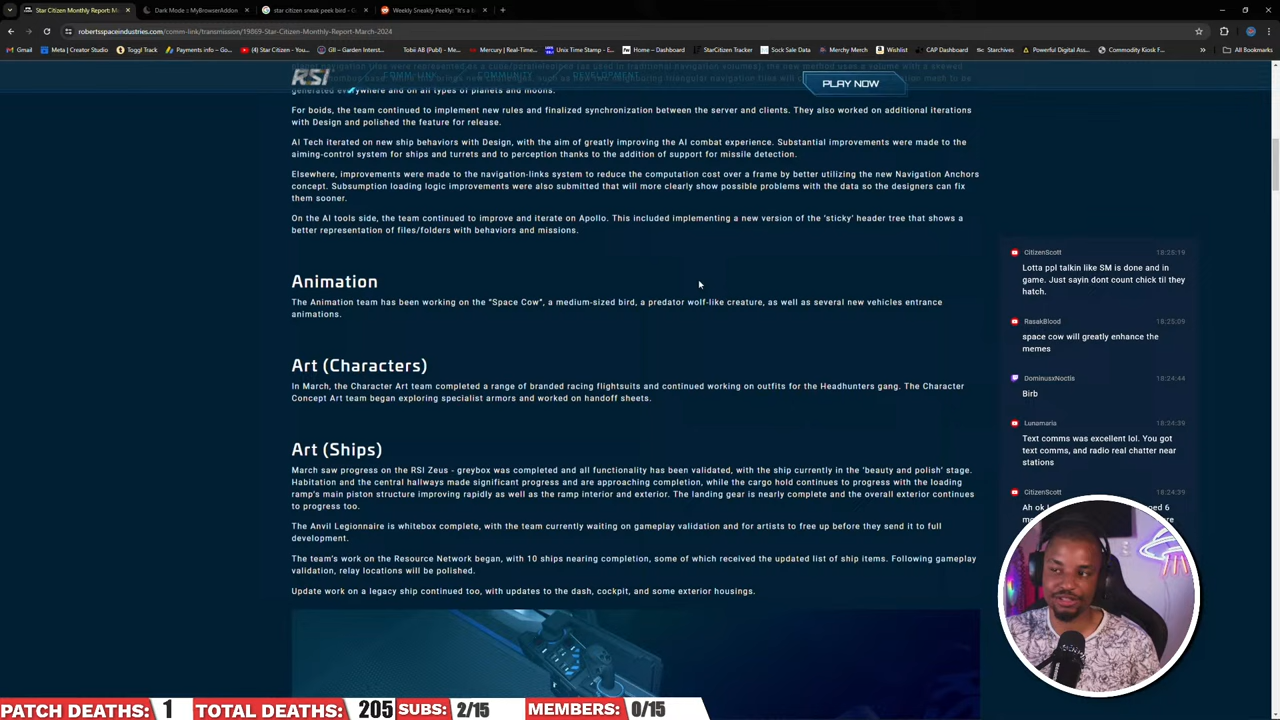 Star Citizen Monthly Report: M
Dark Mode :: MyBrowserAddon
star citizen sneak peek bird - G
Weekly Sneakly Peekly: "It's a
robertsspaceindustries.com/comm-link/transmission/19869-Star-Citizen-Monthly-Report-March-2024
Gmail
Meta | Creator Studio
Toggl Track
Payments info – Go...
(4) Star Citizen - You...
GII – Garden Interst...
Tobii AB (Publ) - Me...
Mercury | Real-Time...
Unix Time Stamp - E...
Home – Dashboard
StarCitizen Tracker
Sock Sale Data
Merchy Merch
Wishlist
CAP Dashboard
Starchives
Powerful Digital Ass...
Commodity Kiosk F...
All Bookmarks
RSI
COMM-LINK
COMMUNITY
DEVELOPMENT
PLAY NOW
generated everywhere and on all types of planets and moons.
For boids, the team continued to implement new rules and finalized synchronization between the server and clients. They also worked on additional iterations
with Design and polished the feature for release.
AI Tech iterated on new ship behaviors with Design, with the aim of greatly improving the AI combat experience. Substantial improvements were made to the
aiming-control system for ships and turrets and to perception thanks to the addition of support for missile detection.
Elsewhere, improvements were made to the navigation-links system to reduce the computation cost over a frame by better utilizing the new Navigation Anchors
concept. Subsumption loading logic improvements were also submitted that will more clearly show possible problems with the data so the designers can fix
them sooner.
On the AI tools side, the team continued to improve and iterate on Apollo. This included implementing a new version of the 'sticky' header tree that shows a
better representation of files/folders with behaviors and missions.
Animation
The Animation team has been working on the "Space Cow", a medium-sized bird, a predator wolf-like creature, as well as several new vehicles entrance
animations.
Art (Characters)
In March, the Character Art team completed a range of branded racing flightsuits and continued working on outfits for the Headhunters gang. The Character
Concept Art team began exploring specialist armors and worked on handoff sheets.
Art (Ships)
March saw progress on the RSI Zeus - greybox was completed and all functionality has been validated, with the ship currently in the 'beauty and polish' stage.
Habitation and the central hallways made significant progress and are approaching completion, while the cargo hold continues to progress with the loading
ramp's main piston structure improving rapidly as well as the ramp interior and exterior. The landing gear is nearly complete and the overall exterior continues
to progress too.
The Anvil Legionnaire is whitebox complete, with the team currently waiting on gameplay validation and for artists to free up before they send it to full
development.
The team's work on the Resource Network began, with 10 ships nearing completion, some of which received the updated list of ship items. Following gameplay
validation, relay locations will be polished.
Update work on a legacy ship continued too, with updates to the dash, cockpit, and some exterior housings.
CitizenScott 18:25:19
Lotta ppl talkin like SM is done and in
game. Just sayin dont count chick til they
hatch.
RasakBlood 18:25:09
space cow will greatly enhance the
memes
DominusxNoctis 18:24:44
Birb
Lunamaria 18:24:39
Text comms was excellent lol. You got
text comms, and radio real chatter near
stations
CitizenScott 18:24:39
PATCH DEATHS: 1
TOTAL DEATHS: 205
SUBS: 2/15
MEMBERS: 0/15